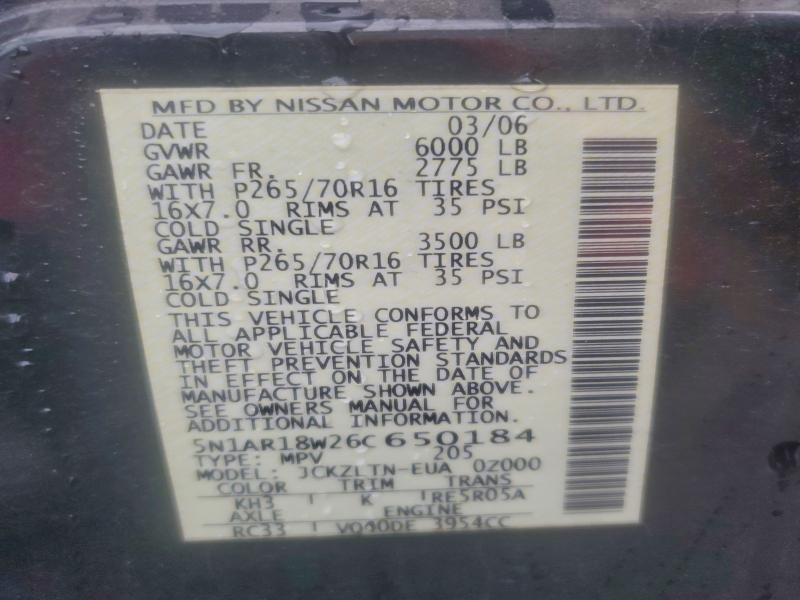 MFD BY NISSAN MOTOR CO., LTD.
DATE 03/06
GVWR 6000 LB
GAWR FR. 2775 LB
WITH P265/70R16 TIRES
16X7.0 RIMS AT 35 PSI
COLD SINGLE
GAWR RR. 3500 LB
WITH P265/70R16 TIRES
16X7.0 RIMS AT 35 PSI
COLD SINGLE
THIS VEHICLE CONFORMS TO
ALL APPLICABLE FEDERAL
MOTOR VEHICLE SAFETY AND
THEFT PREVENTION STANDARDS
IN EFFECT ON THE DATE OF
MANUFACTURE SHOWN ABOVE.
SEE OWNERS MANUAL FOR
ADDITIONAL INFORMATION.
5N1AR18W26C650184
TYPE: MPV 205
MODEL: JCKZLTN-EUA 0Z000
COLOR TRIM TRANS
KH3 K RE5R05A
AXLE ENGINE
RC33 VQ40DE 3954CC